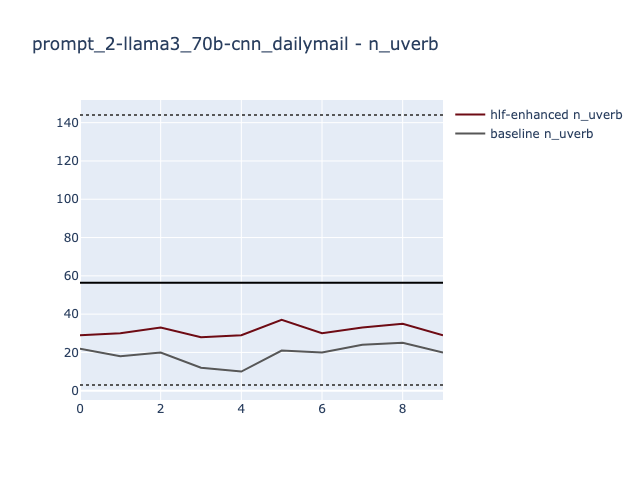 prompt_2-llama3_70b-cnn_dailymail - n_uverb
hlf-enhanced n_uverb
baseline n_uverb
140
120
100
80
60
40
20
0
0 2 4 6 8